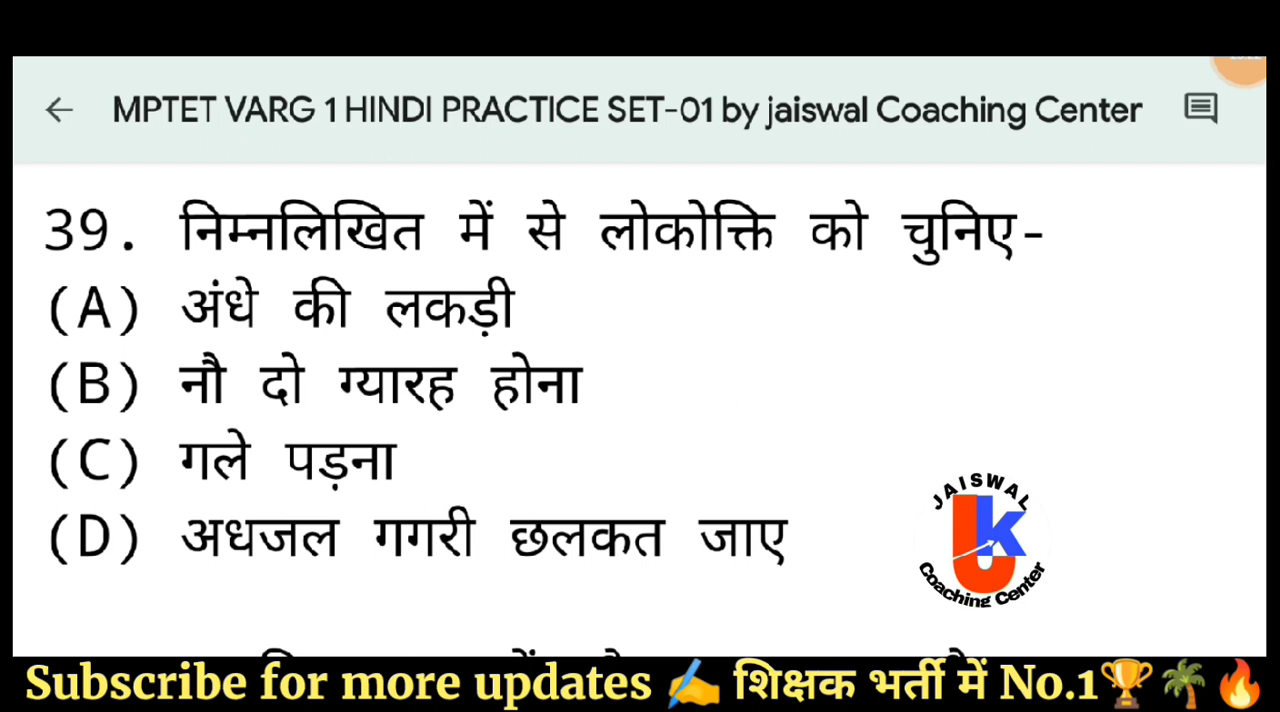 MPTET VARG 1 HINDI PRACTICE SET-01 by jaiswal Coaching Center
39. निम्नलिखित में से लोकोक्ति को चुनिए-
(A) अंधे की लकड़ी
(B) नौ दो ग्यारह होना
(C) गले पड़ना
(D) अधजल गगरी छलकत जाए
JAISWAL
JK
Coaching Center
Subscribe for more updates ✍️ शिक्षक भर्ती में No.1🏆🌴🔥